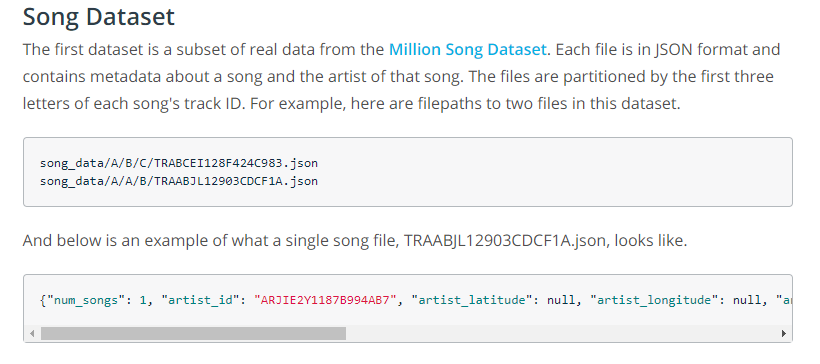 Song Dataset
The first dataset is a subset of real data from the Million Song Dataset. Each file is in JSON format and
contains metadata about a song and the artist of that song. The files are partitioned by the first three
letters of each song's track ID. For example, here are filepaths to two files in this dataset.
song_data/A/B/C/TRABCEI128F424C983.json
song_data/A/A/B/TRAABJL12903CDCF1A.json
And below is an example of what a single song file, TRAABJL12903CDCF1A.json, looks like.
{"num_songs": 1, "artist_id": "ARJIE2Y1187B994AB7", "artist_latitude": null, "artist_longitude": null, "a